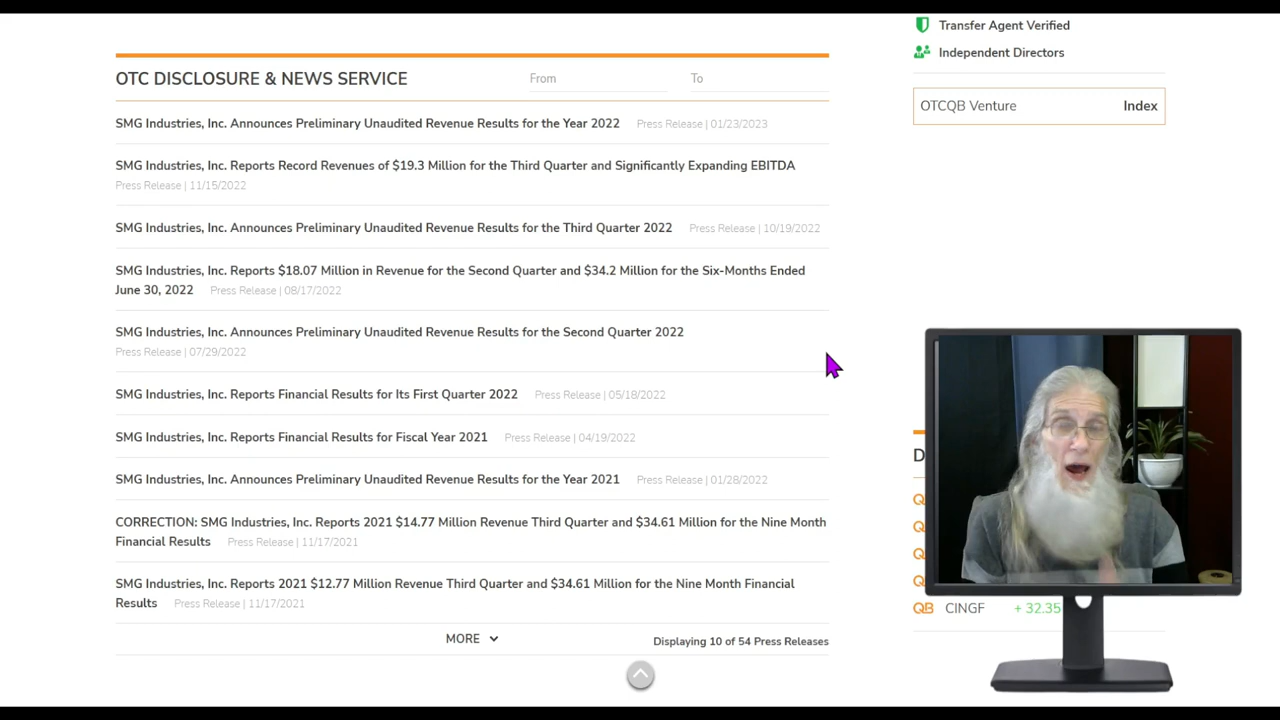 Transfer Agent Verified
Independent Directors
OTC DISCLOSURE & NEWS SERVICE
From
To
OTCQB Venture
Index
SMG Industries, Inc. Announces Preliminary Unaudited Revenue Results for the Year 2022 Press Release | 01/23/2023
SMG Industries, Inc. Reports Record Revenues of $19.3 Million for the Third Quarter and Significantly Expanding EBITDA
Press Release | 11/15/2022
SMG Industries, Inc. Announces Preliminary Unaudited Revenue Results for the Third Quarter 2022 Press Release | 10/19/2022
SMG Industries, Inc. Reports $18.07 Million in Revenue for the Second Quarter and $34.2 Million for the Six-Months Ended
June 30, 2022 Press Release | 08/17/2022
SMG Industries, Inc. Announces Preliminary Unaudited Revenue Results for the Second Quarter 2022
Press Release | 07/29/2022
SMG Industries, Inc. Reports Financial Results for Its First Quarter 2022 Press Release | 05/18/2022
SMG Industries, Inc. Reports Financial Results for Fiscal Year 2021 Press Release | 04/19/2022
SMG Industries, Inc. Announces Preliminary Unaudited Revenue Results for the Year 2021 Press Release | 01/28/2022
CORRECTION: SMG Industries, Inc. Reports 2021 $14.77 Million Revenue Third Quarter and $34.61 Million for the Nine Month
Financial Results Press Release | 11/17/2021
SMG Industries, Inc. Reports 2021 $12.77 Million Revenue Third Quarter and $34.61 Million for the Nine Month Financial
Results Press Release | 11/17/2021
MORE
Displaying 10 of 54 Press Releases
QB CINGF + 32.35